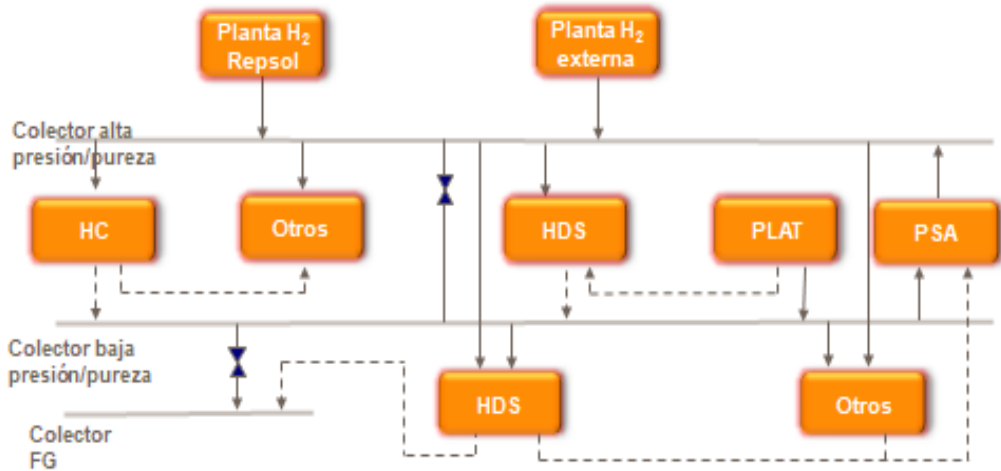 Planta H₂
Repsol
Planta H₂
externa
Colector alta
presión/pureza
HC
Otros
HDS
PLAT
PSA
Colector baja
presión/pureza
HDS
Otros
Colector
FG